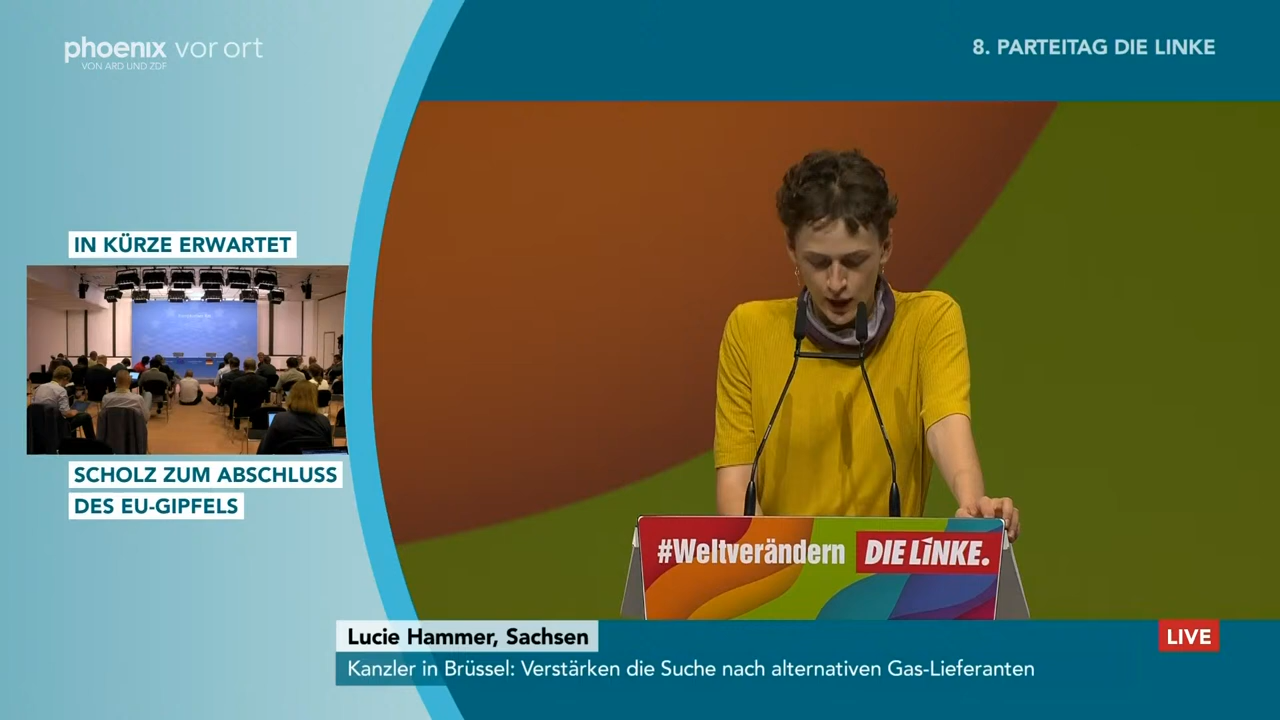 phoenix vor ort
VON ARD UND ZDF
8. PARTEITAG DIE LINKE
IN KÜRZE ERWARTET
SCHOLZ ZUM ABSCHLUSS
DES EU-GIPFELS
#Weltverändern DIE LINKE.
Lucie Hammer, Sachsen
LIVE
Kanzler in Brüssel: Verstärken die Suche nach alternativen Gas-Lieferanten